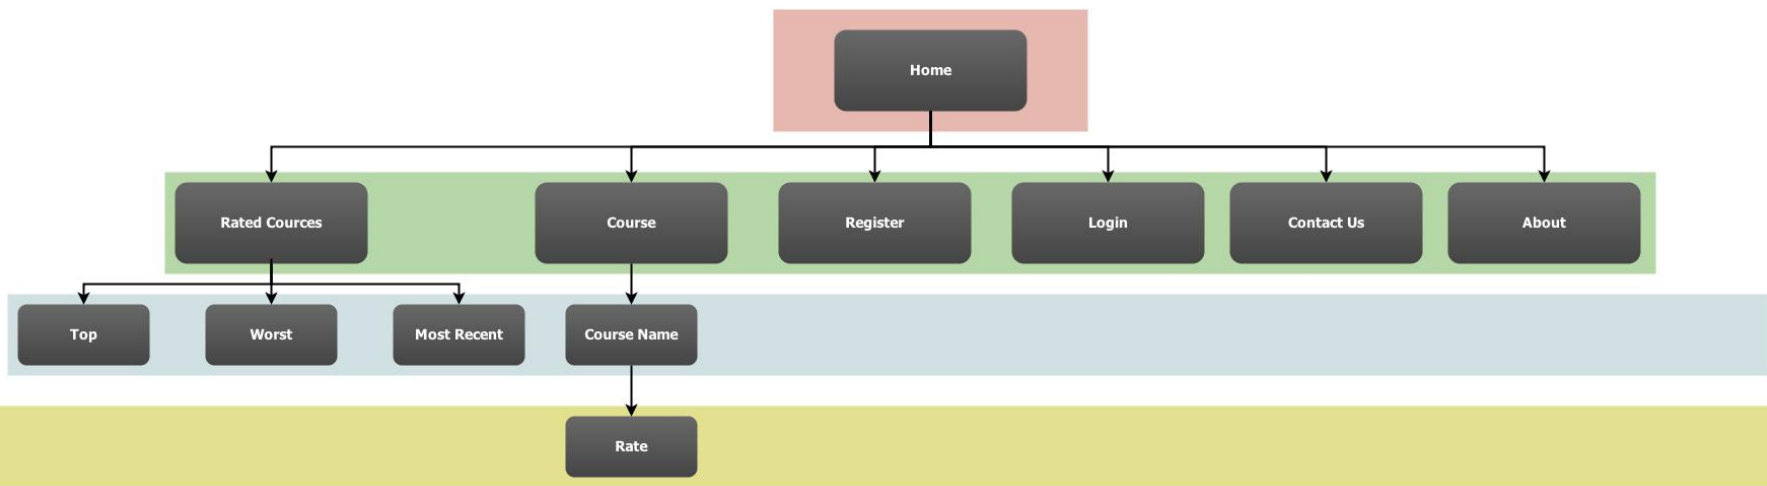 Home
Rated Cources
Course
Register
Login
Contact Us
About
Top
Worst
Most Recent
Course Name
Rate